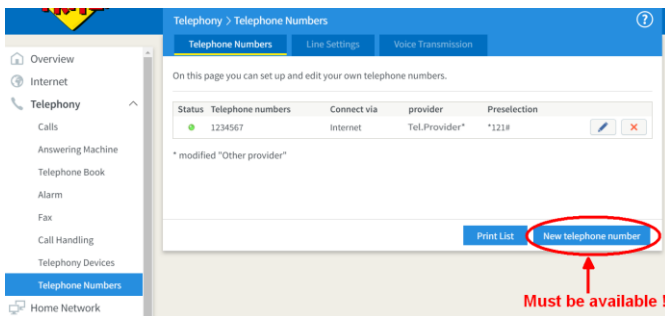 Telephony > Telephone Numbers
?
Telephone Numbers Line Settings Voice Transmission
Overview
Internet
Telephony
Calls
Answering Machine
Telephone Book
Alarm
Fax
Call Handling
Telephony Devices
Telephone Numbers
Home Network
On this page you can set up and edit your own telephone numbers.
Status Telephone numbers Connect via provider Preselection
1234567 Internet Tel.Provider* *121#
* modified "Other provider"
Print List New telephone number
Must be available !